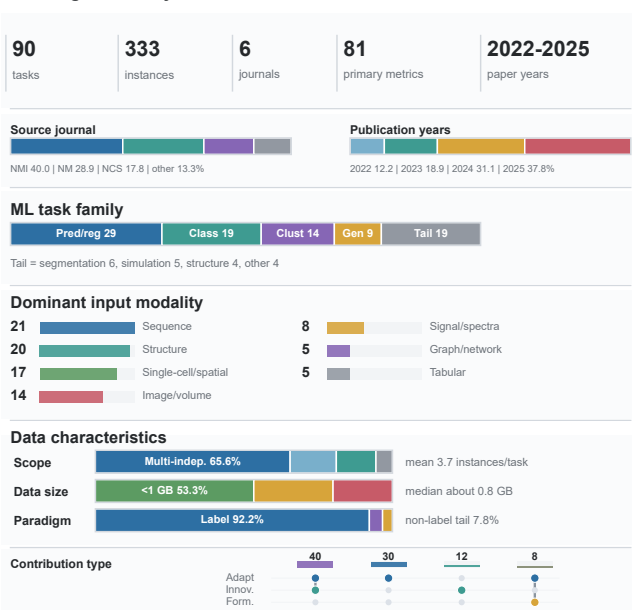 90 333 6 81 2022-2025
tasks instances journals primary metrics paper years
Source journal
NMI 40.0 | NM 28.9 | NCS 17.8 | other 13.3%
Publication years
2022 12.2 | 2023 18.9 | 2024 31.1 | 2025 37.8%
ML task family
Pred/reg 29 Class 19 Clust 14 Gen 9 Tail 19
Tail = segmentation 6, simulation 5, structure 4, other 4
Dominant input modality
21 Sequence
20 Structure
17 Single-cell/spatial
14 Image/volume
8 Signal/spectra
5 Graph/network
5 Tabular
Data characteristics
Scope Multi-indep. 65.6% mean 3.7 instances/task
Data size <1 GB 53.3% median about 0.8 GB
Paradigm Label 92.2% non-label tail 7.8%
Contribution type 40 30 12 8
Adapt
Innov.
Form.